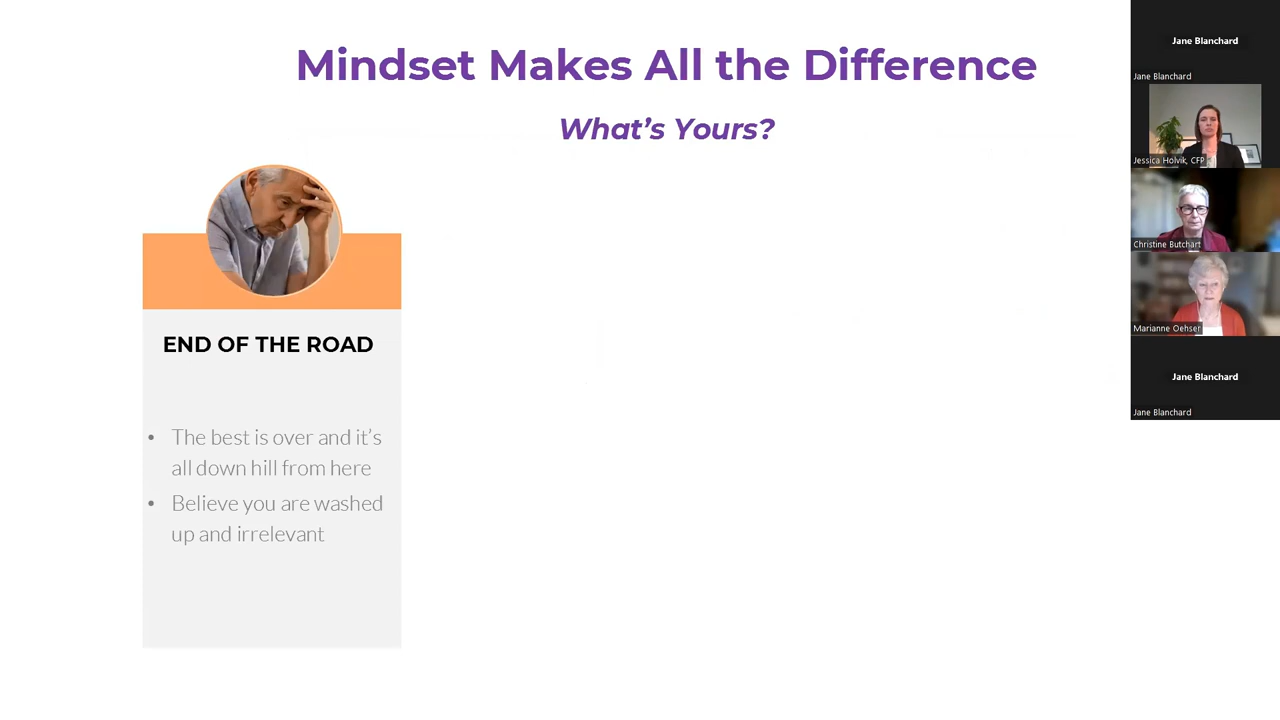 Mindset Makes All the Difference
What's Yours?
END OF THE ROAD
• The best is over and it's
all down hill from here
• Believe you are washed
up and irrelevant
Jane Blanchard
Jane Blanchard
Jessica Holvik, CFP
Christine Butchart
Marianne Oehser
Jane Blanchard
Jane Blanchard